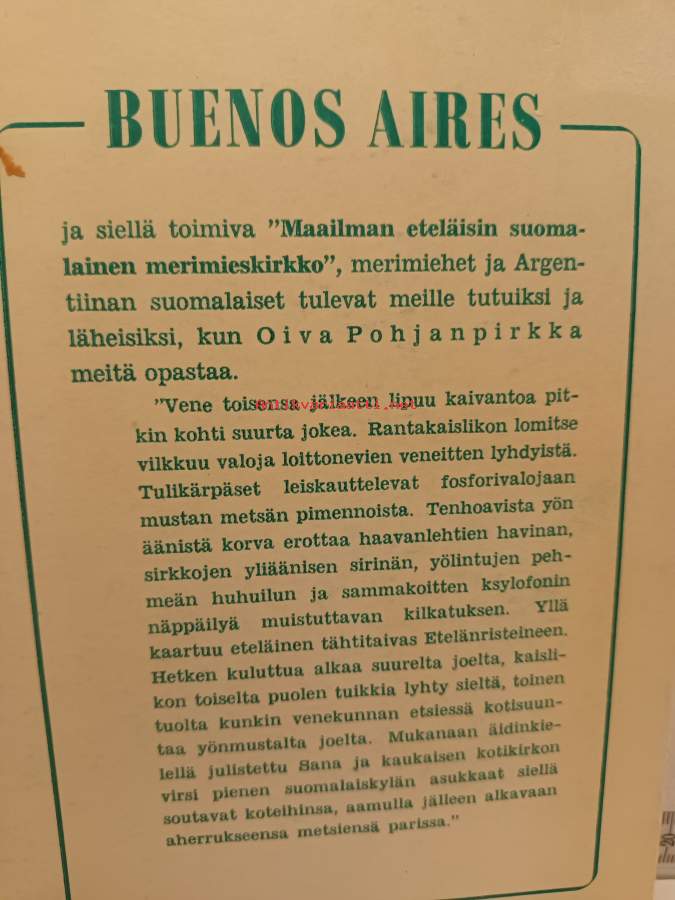 BUENOS AIRES
ja siellä toimiva "Maailman eteläisin suoma-
lainen merimieskirkko", merimiehet ja Argen-
tiinan suomalaiset tulevat meille tutuiksi ja
läheisiksi, kun Oiva Pohjanpirkka
meitä opastaa.
"Vene toisensa jälkeen lipuu kaivantoa pit-
kin kohti suurta jokea. Rantakaislikon lomitse
vilkkuu valoja loittonevien veneitten lyhdyistä.
Tulikärpäset leiskauttelevat fosforivalojaan
mustan metsän pimennoista. Tenhoavista yön
äänistä korva erottaa haavanlehtien havinan,
sirkkojen yliäänisen sirinän, yölintujen peh-
meän huhuilun ja sammakoitten ksylofonin
näppäilyä muistuttavan kilkatuksen. Yllä
kaartuu eteläinen tähtitaivas Etelänristeineen.
Hetken kuluttua alkaa suurelta joelta, kaisli-
kon toiselta puolen tuikkia lyhty sieltä, toinen
tuolta kunkin venekunnan etsiessä kotisuun-
taa yönmustalta joelta. Mukanaan äidinkie-
lellä julistettu Sana ja kaukaisen kotikirkon
virsi pienen suomalaiskylän asukkaat siellä
soutavat koteihinsa, aamulla jälleen alkavaan
aherrukseensa metsiensä parissa."